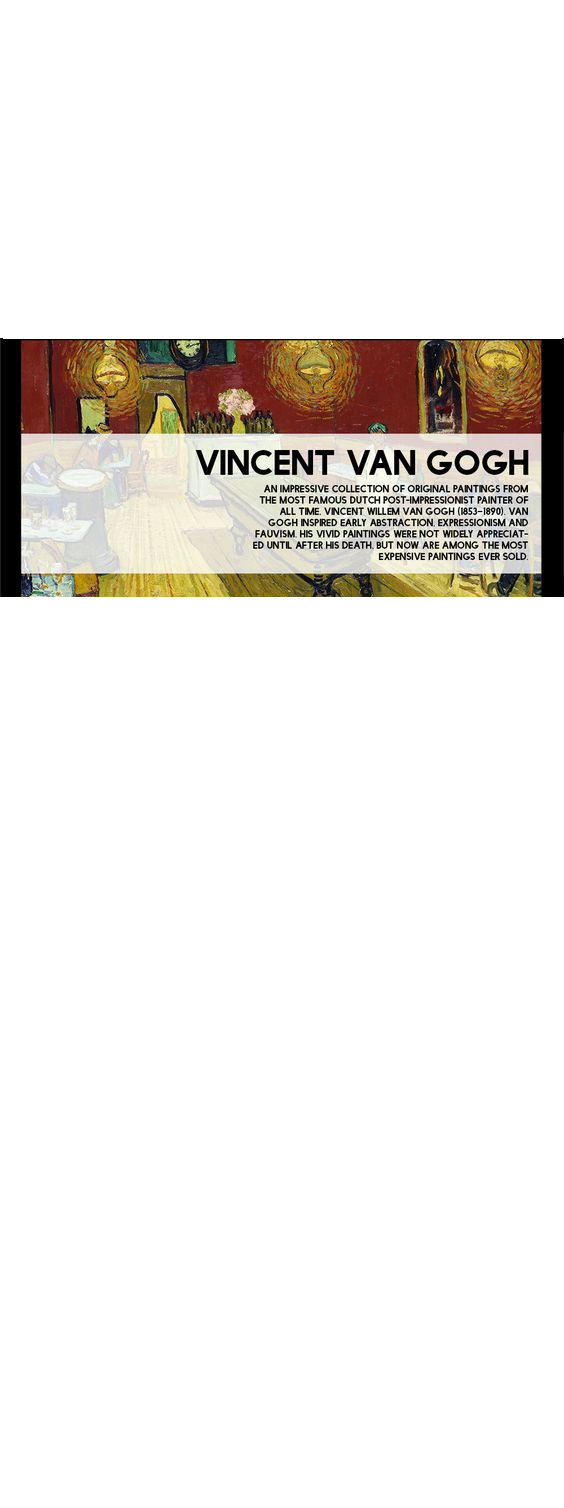 VINCENT VAN GOGH
AN IMPRESSIVE COLLECTION OF ORIGINAL PAINTINGS FROM
THE MOST FAMOUS DUTCH POST-IMPRESSIONIST PAINTER OF
ALL TIME, VINCENT WILLEM VAN GOGH (1853–1890). VAN
GOGH INSPIRED EARLY ABSTRACTION, EXPRESSIONISM AND
FAUVISM. HIS VIVID PAINTINGS WERE NOT WIDELY APPRECIAT-
ED UNTIL AFTER HIS DEATH, BUT NOW ARE AMONG THE MOST
EXPENSIVE PAINTINGS EVER SOLD.